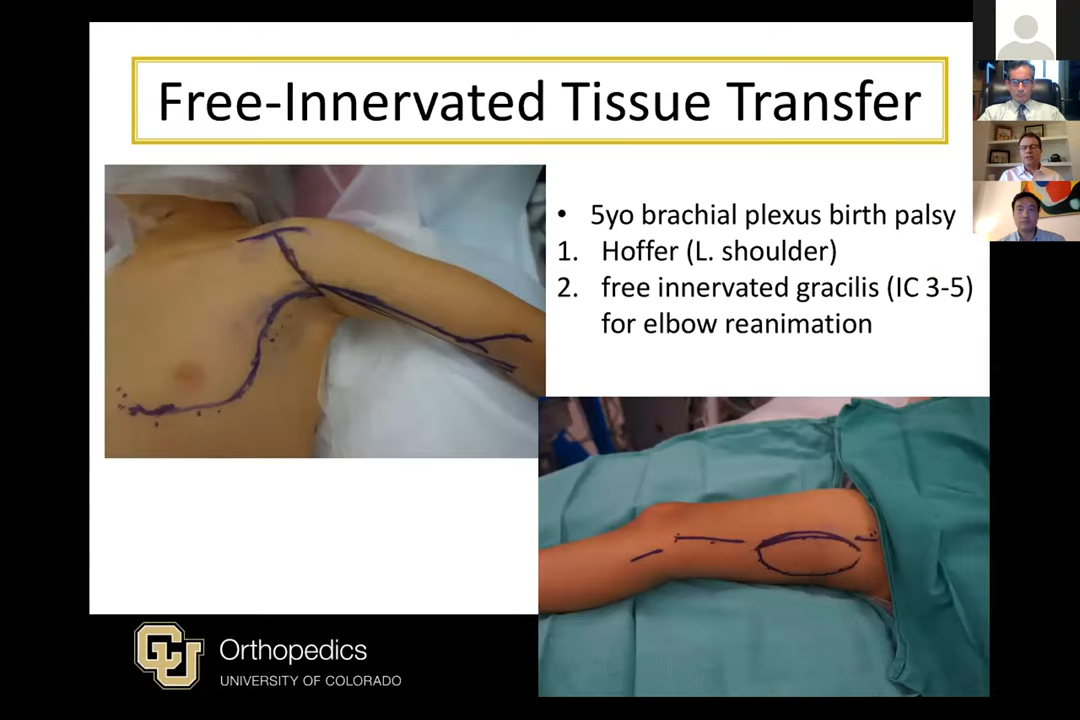 Free-Innervated Tissue Transfer
• 5yo brachial plexus birth palsy
1. Hoffer (L. shoulder)
2. free innervated gracilis (IC 3-5)
for elbow reanimation
CU
Orthopedics
UNIVERSITY OF COLORADO